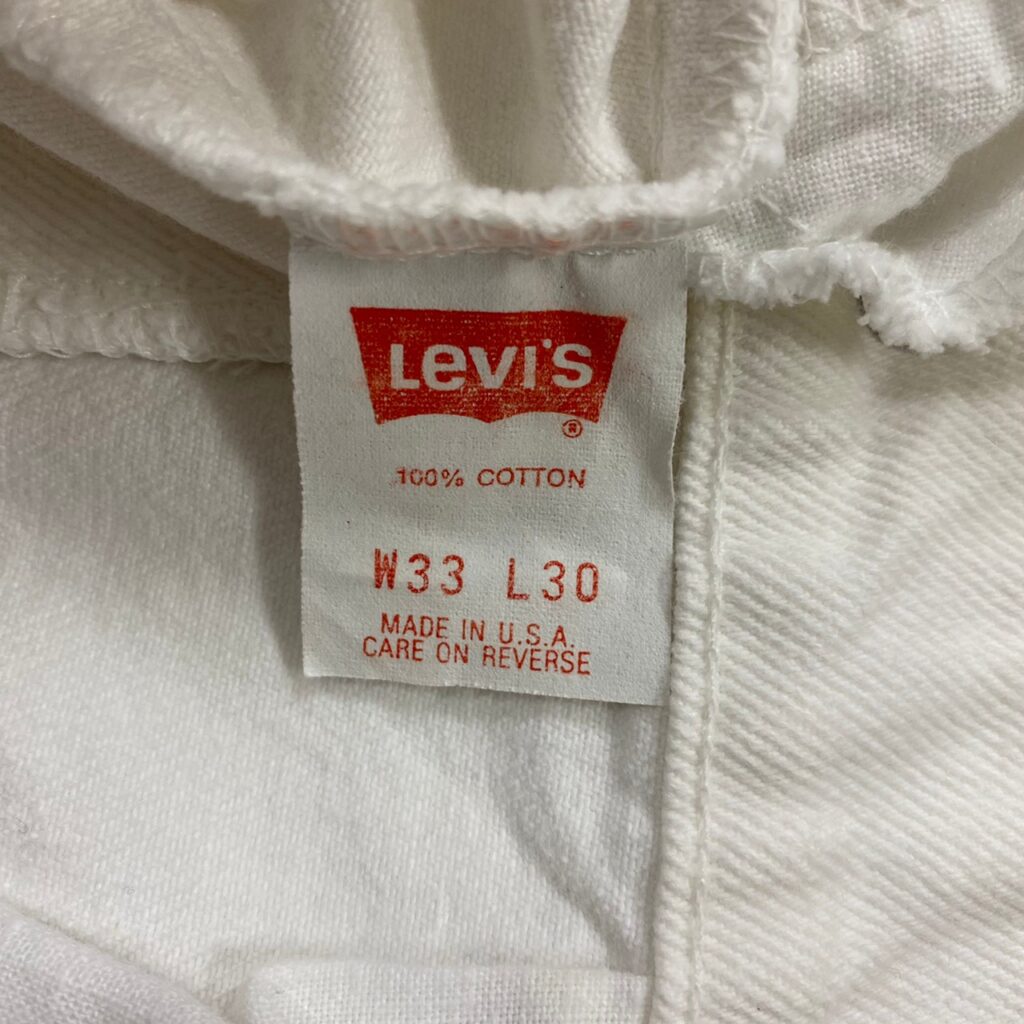 Levi's
®
100% COTTON
W33 L30
MADE IN U.S.A.
CARE ON REVERSE